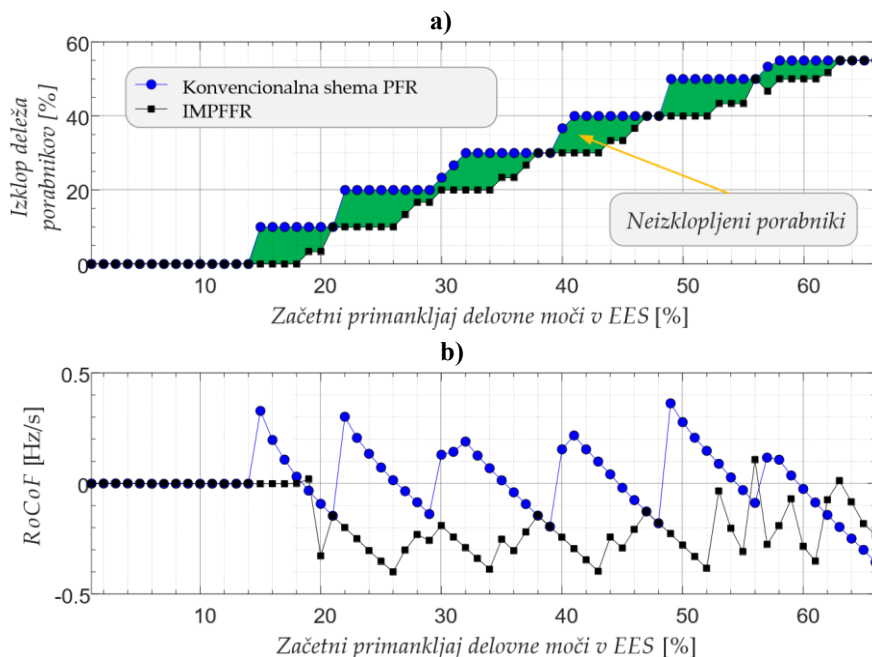 a)
60
40
20
0
Izklop deleža
porabnikov [%]
Konvencionalna shema PFR
IMPFFR
Neizklopljeni porabniki
10 20 30 40 50 60
Začetni primankljaj delovne moči v EES [%]
b)
0.5
0
-0.5
RoCoF [Hz/s]
10 20 30 40 50 60
Začetni primankljaj delovne moči v EES [%]